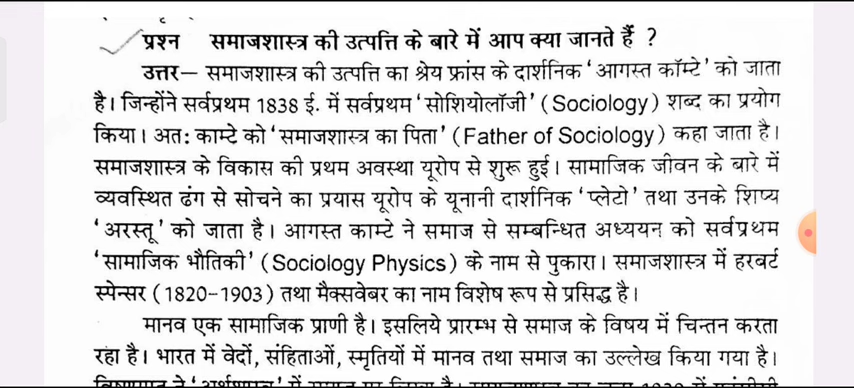 प्रश्न समाजशास्त्र की उत्पत्ति के बारे में आप क्या जानते हैं ?
उत्तर— समाजशास्त्र की उत्पत्ति का श्रेय फ्रांस के दार्शनिक ‘आगस्त कॉम्टे’ को जाता
है। जिन्होंने सर्वप्रथम 1838 ई. में सर्वप्रथम ‘सोशियोलॉजी’ (Sociology) शब्द का प्रयोग
किया। अत: काम्टे को ‘समाजशास्त्र का पिता’ (Father of Sociology) कहा जाता है।
समाजशास्त्र के विकास की प्रथम अवस्था यूरोप से शुरू हुई। सामाजिक जीवन के बारे में
व्यवस्थित ढंग से सोचने का प्रयास यूरोप के यूनानी दार्शनिक ‘प्लेटो’ तथा उनके शिष्य
‘अरस्तू’ को जाता है। आगस्त काम्टे ने समाज से सम्बन्धित अध्ययन को सर्वप्रथम
‘सामाजिक भौतिकी’ (Sociology Physics) के नाम से पुकारा। समाजशास्त्र में हरबर्ट
स्पेन्सर (1820-1903) तथा मैक्सवेबर का नाम विशेष रूप से प्रसिद्ध है।
मानव एक सामाजिक प्राणी है। इसलिये प्रारम्भ से समाज के विषय में चिन्तन करता
रहा है। भारत में वेदों, संहिताओं, स्मृतियों में मानव तथा समाज का उल्लेख किया गया है।